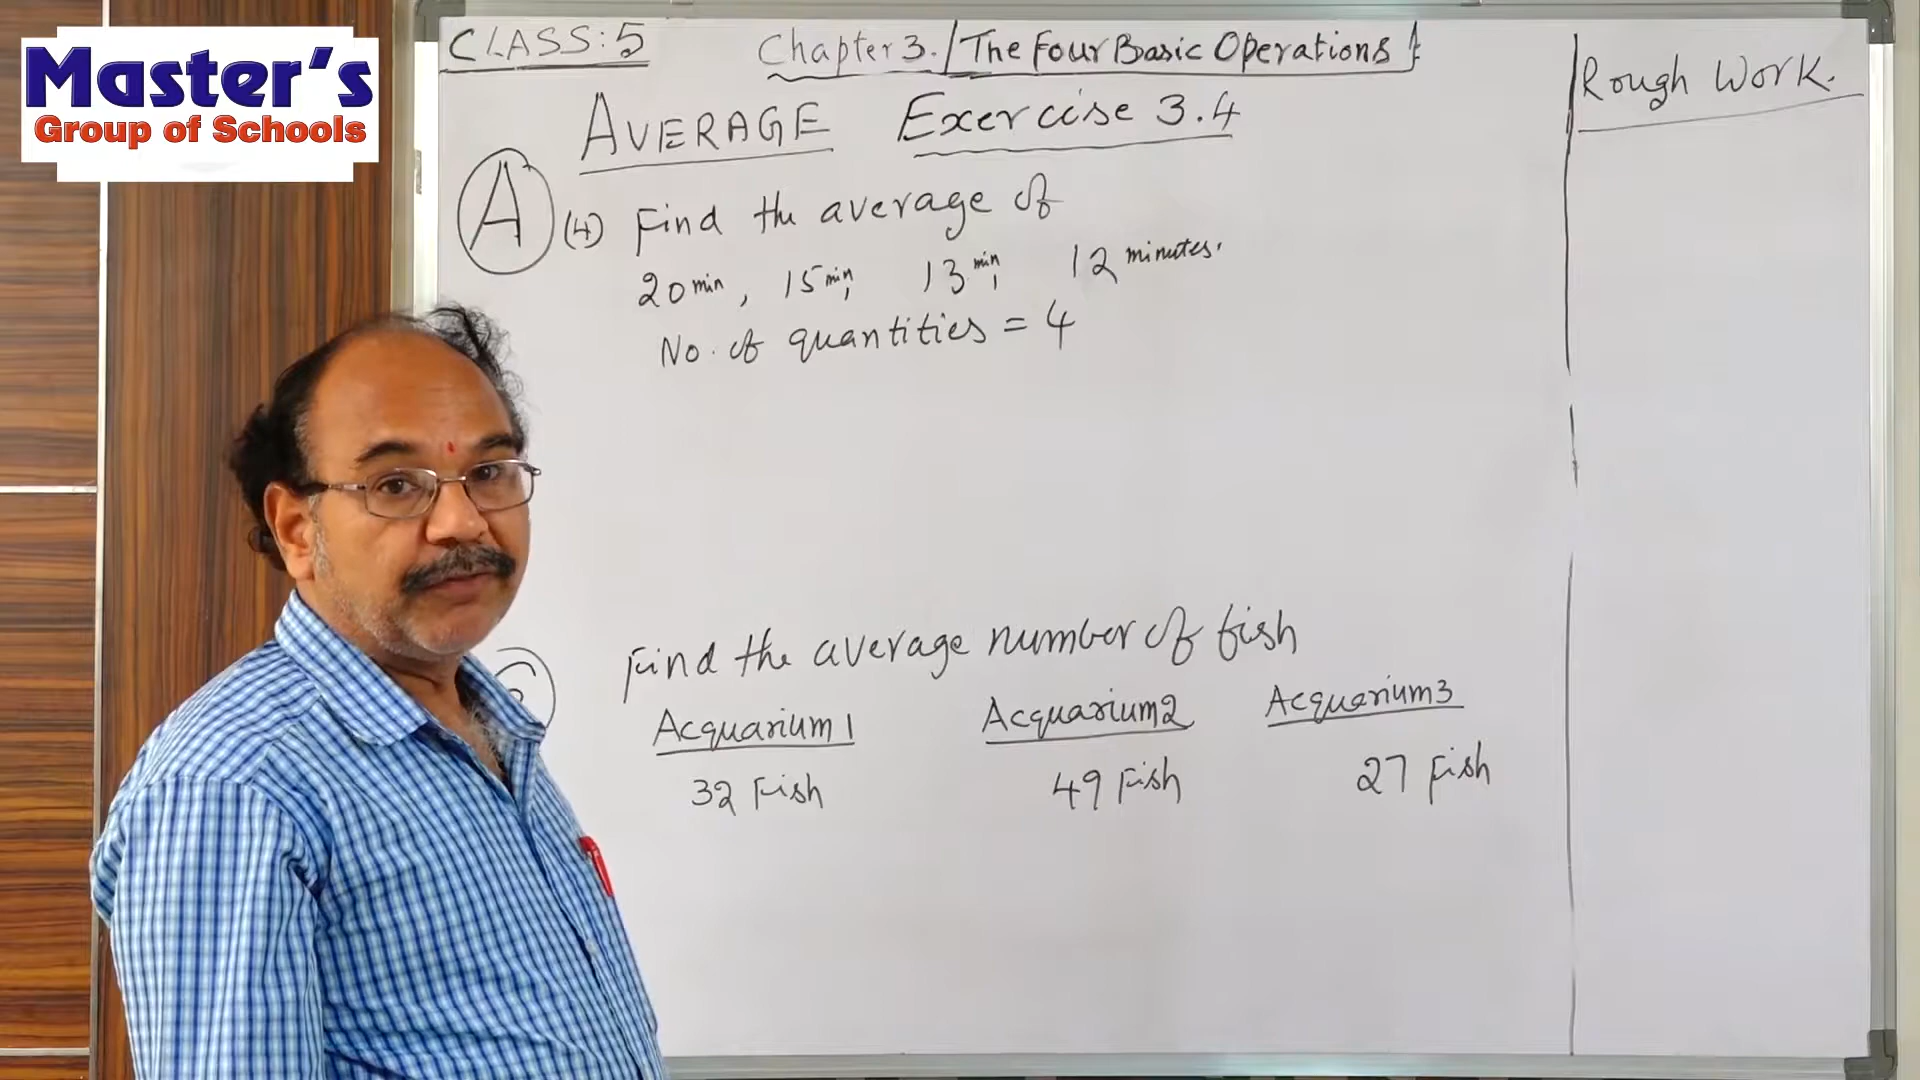 Master's
Group of Schools
CLASS: 5
Chapter 3. The Four Basic Operations
Rough Work.
AVERAGE Exercise 3.4
A (4) Find the average of
20 min, 15 min, 13 min, 12 minutes.
No. of quantities = 4
Find the average number of fish
Acquarium 1 Acquarium 2 Acquarium 3
32 Fish 49 Fish 27 Fish